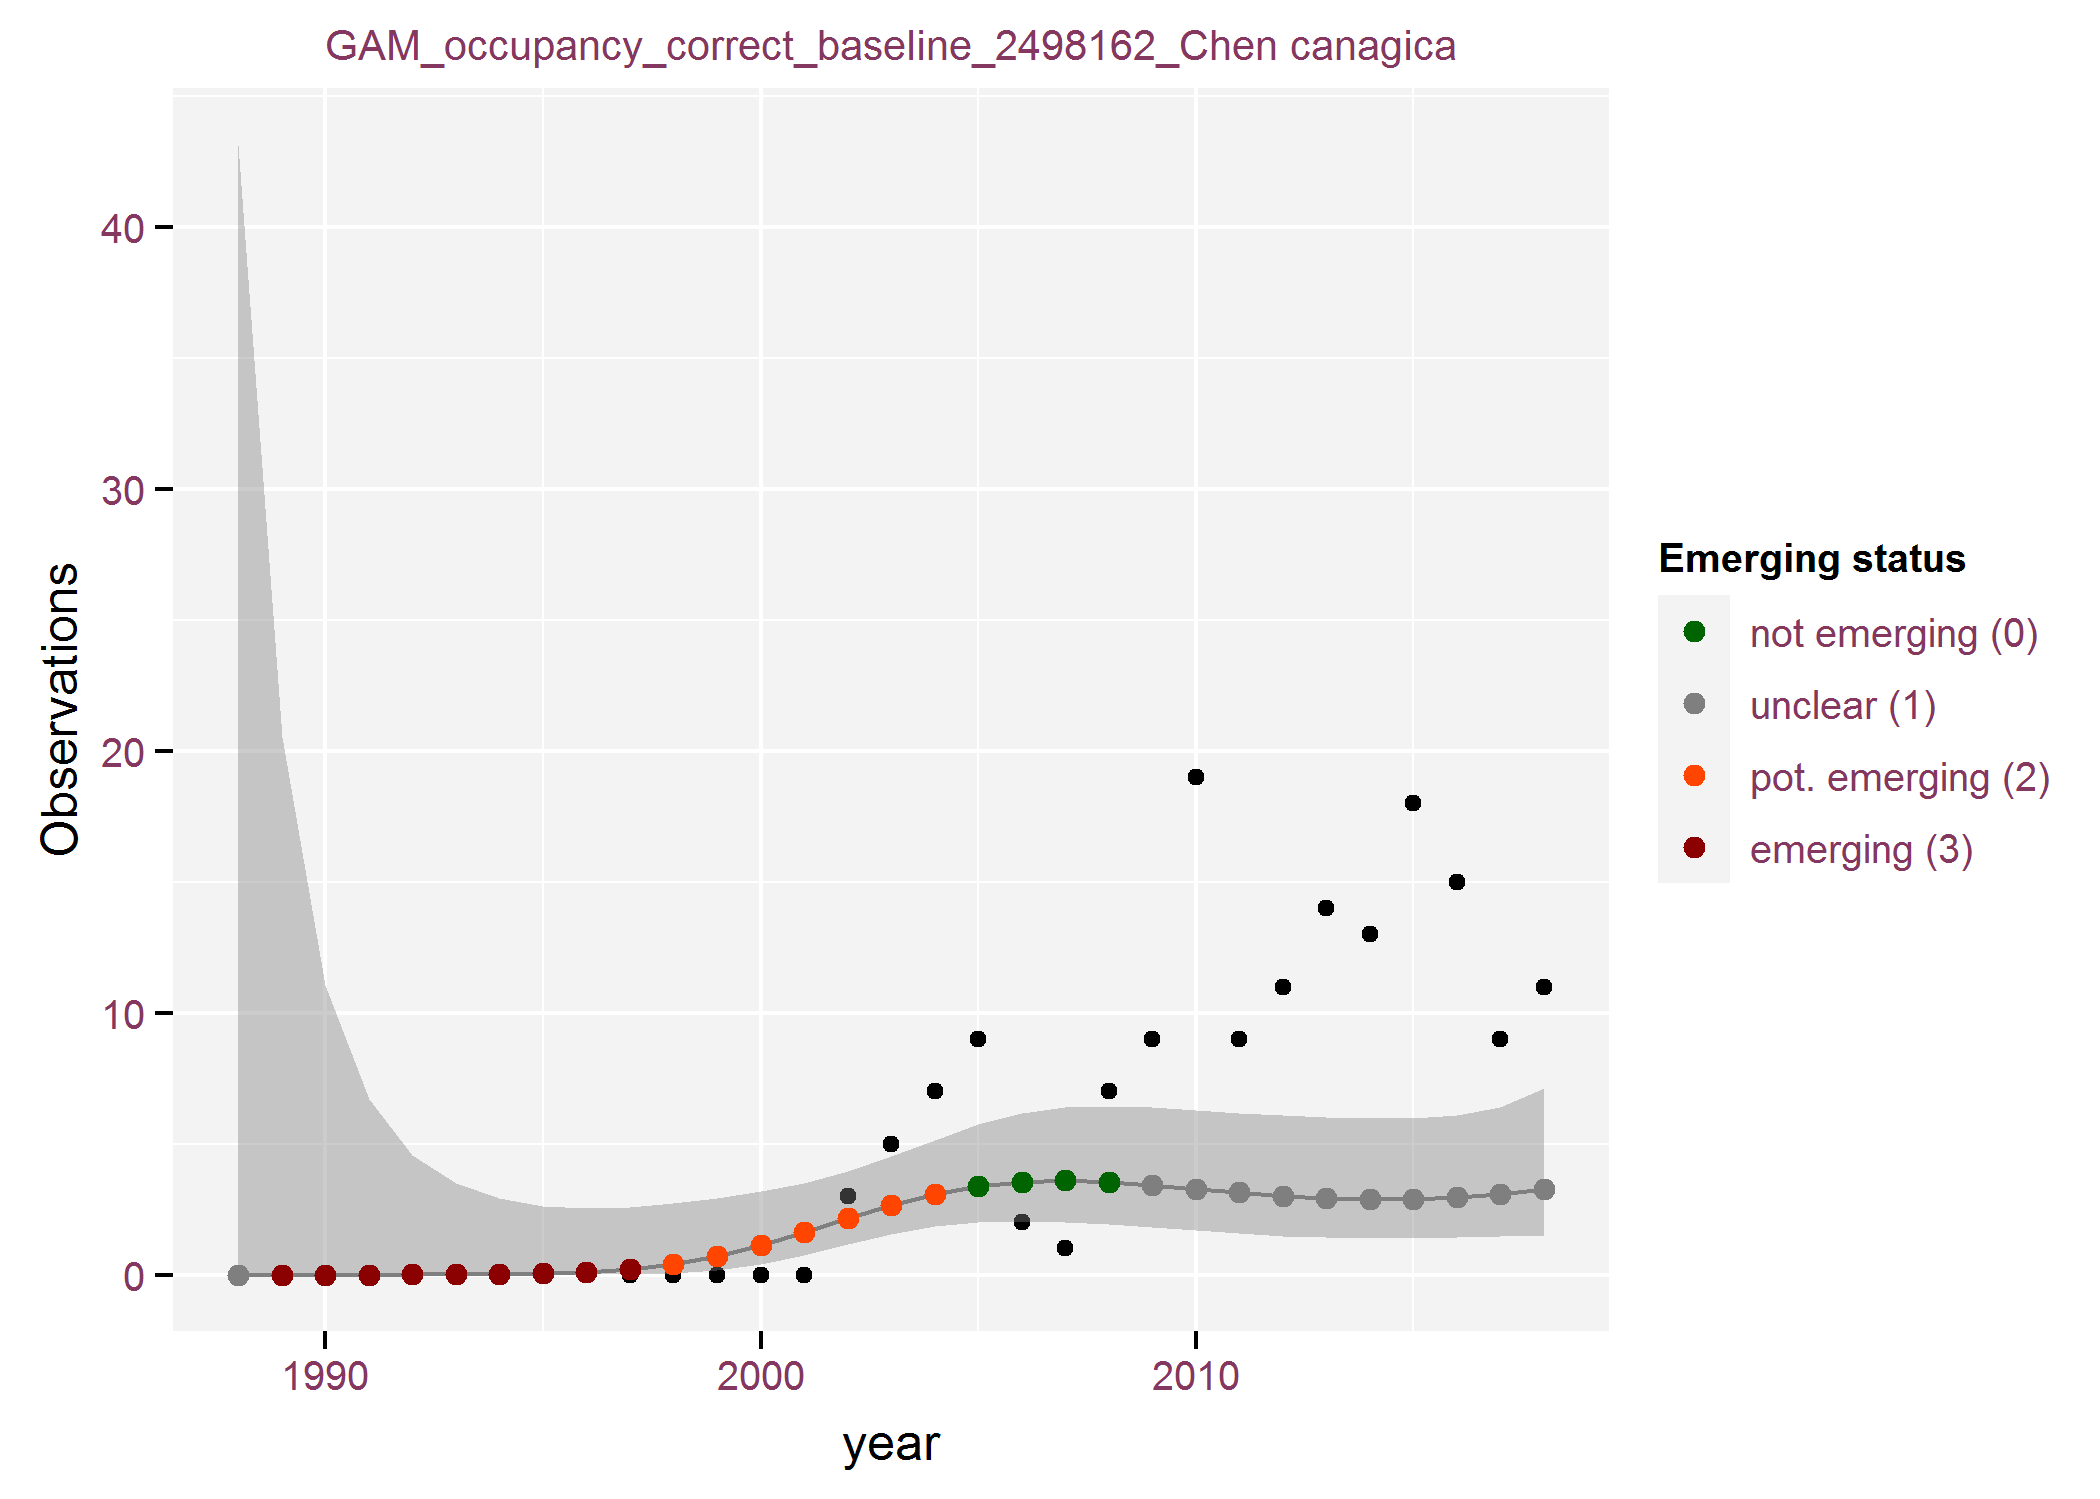 GAM_occupancy_correct_baseline_2498162_Chen canagica
Observations
40
30
20
10
0
1990 2000 2010
year
Emerging status
not emerging (0)
unclear (1)
pot. emerging (2)
emerging (3)